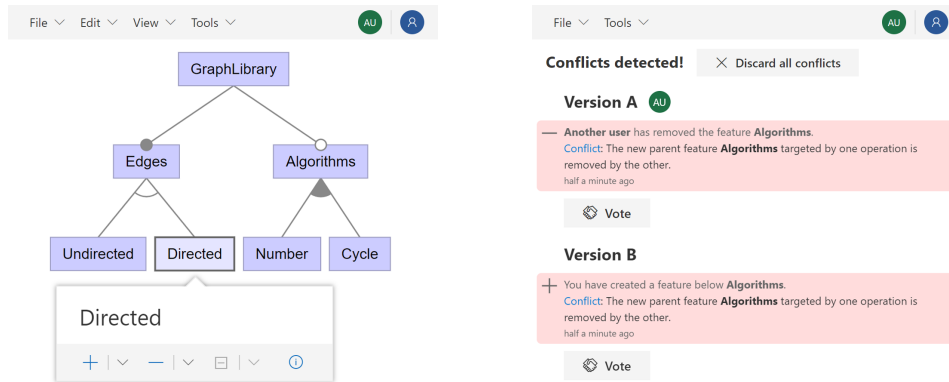 File Edit View Tools AU
GraphLibrary
Edges Algorithms
Undirected Directed Number Cycle
Directed
File Tools AU
Conflicts detected! Discard all conflicts
Version A AU
Another user has removed the feature Algorithms.
Conflict: The new parent feature Algorithms targeted by one operation is
removed by the other.
half a minute ago
Vote
Version B
You have created a feature below Algorithms.
Conflict: The new parent feature Algorithms targeted by one operation is
removed by the other.
half a minute ago
Vote